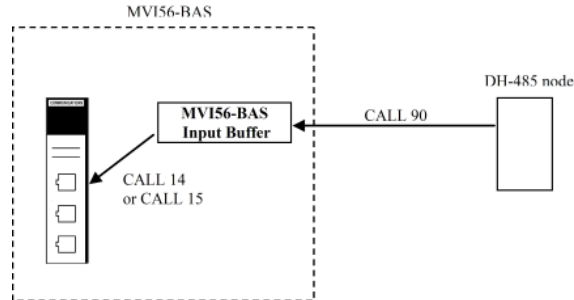 MVI56-BAS
DH-485 node
MVI56-BAS
Input Buffer
CALL 90
CALL 14
or CALL 15